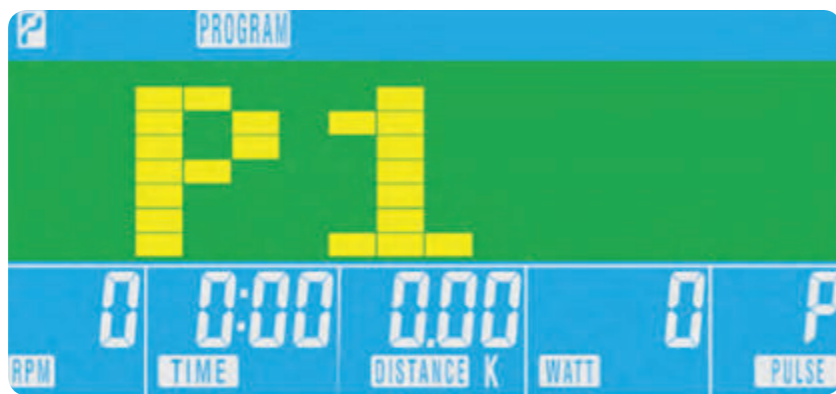 P PROGRAM
P1
0 0:00 0.00 0 P
RPM TIME DISTANCE K WATT PULSE